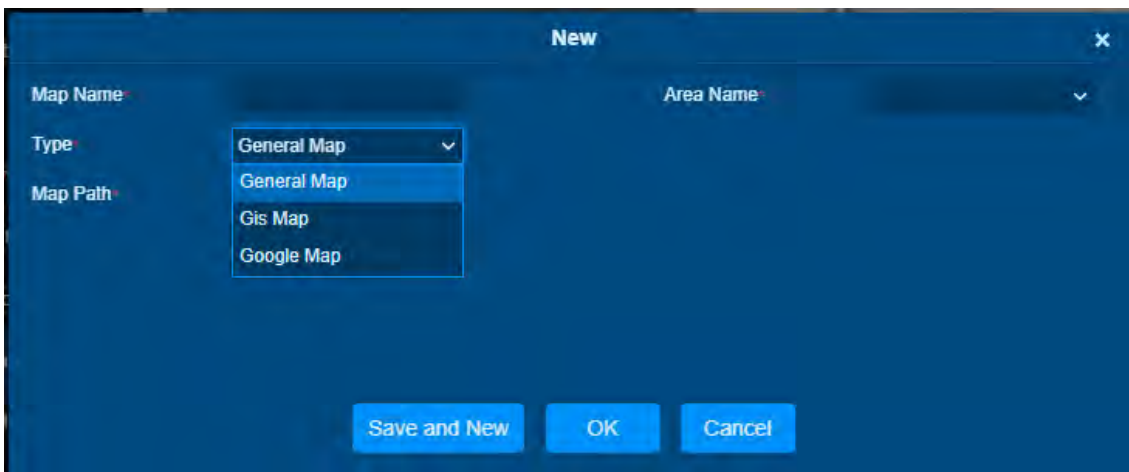 New ×
Map Name* Area Name*
Type* General Map
General Map
Map Path*
Gis Map
Google Map
Save and New OK Cancel